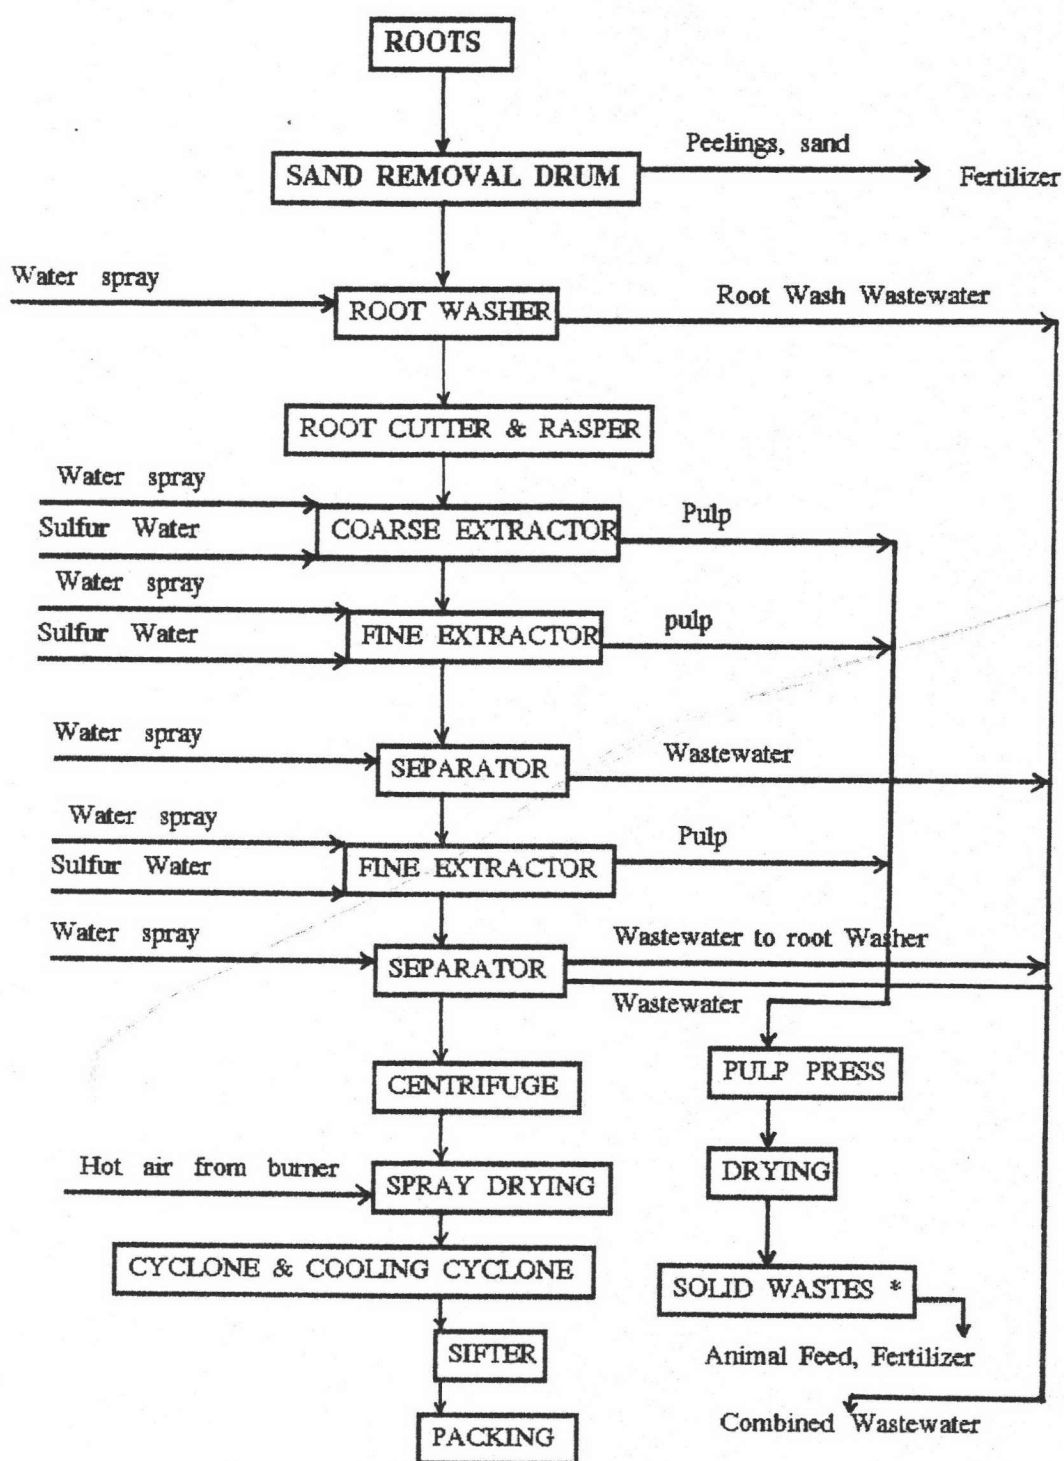 ROOTS
Peelings, sand
SAND REMOVAL DRUM
Fertilizer
Water spray
Root Wash Wastewater
ROOT WASHER
ROOT CUTTER & RASPER
Water spray
Pulp
Sulfur Water
COARSE EXTRACTOR
Water spray
pulp
Sulfur Water
FINE EXTRACTOR
Water spray
Wastewater
SEPARATOR
Water spray
Pulp
Sulfur Water
FINE EXTRACTOR
Water spray
Wastewater to root Washer
SEPARATOR
Wastewater
CENTRIFUGE
PULP PRESS
Hot air from burner
DRYING
SPRAY DRYING
CYCLONE & COOLING CYCLONE
SOLID WASTES *
SIFTER
Animal Feed, Fertilizer
Combined Wastewater
PACKING